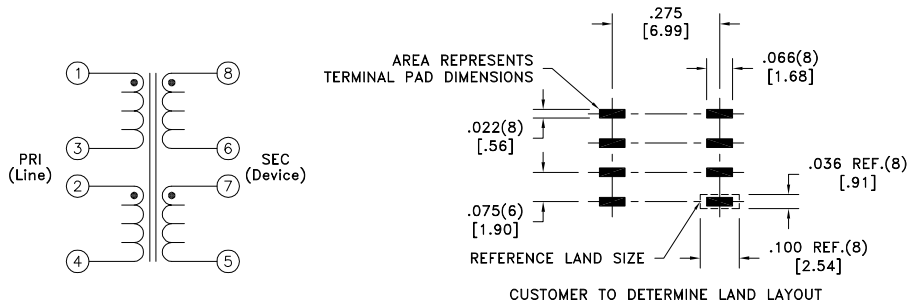 1
8
3
6
PRI
(Line)
SEC
(Device)
2
7
4
5
.275
[6.99]
AREA REPRESENTS
TERMINAL PAD DIMENSIONS
.066(8)
[1.68]
.022(8)
[.56]
.036 REF.(8)
[.91]
.075(6)
[1.90]
REFERENCE LAND SIZE
.100 REF.(8)
[2.54]
CUSTOMER TO DETERMINE LAND LAYOUT